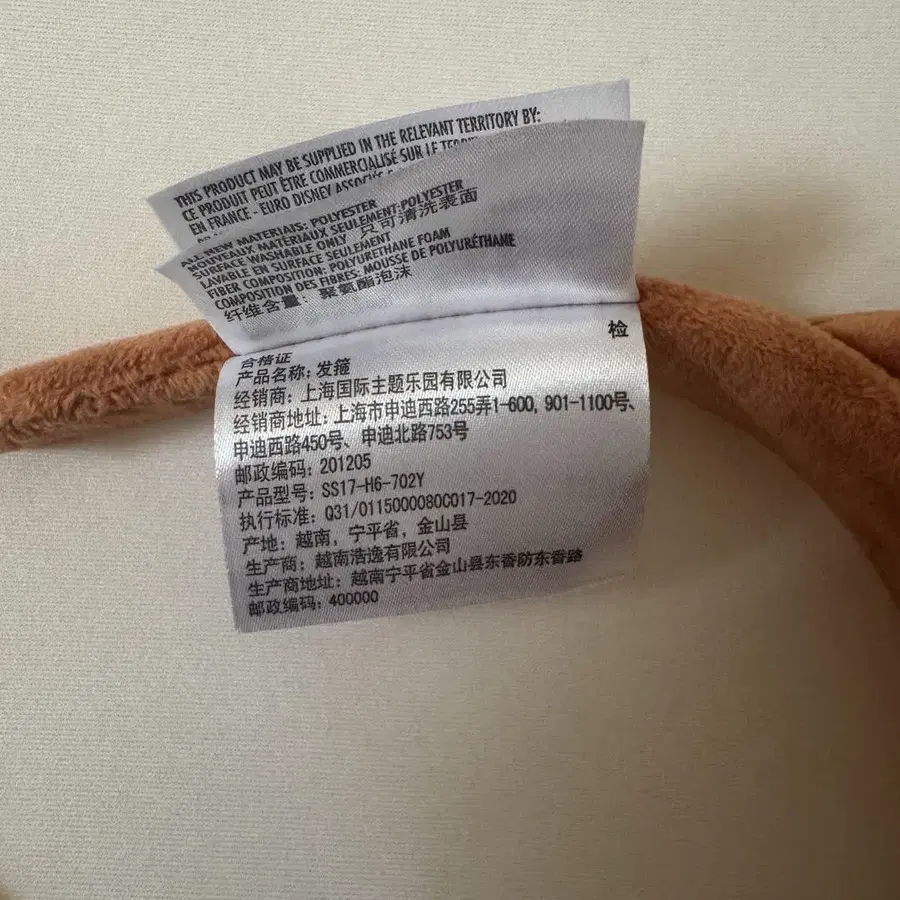 THIS PRODUCT MAY BE SUPPLIED IN THE RELEVANT TERRITORY BY:
CE PRODUIT PEUT ÊTRE COMMERCIALISÉ SUR LE
EN FRANCE - EURO DISNEY
ALL NEW MATERIALS: POLYESTER
NOUVEAUX MATÉRIAUX SEULEMENT:POLYESTER
SURFACE WASHABLE ONLY 只可清洗表面
LAVABLE EN SURFACE SEULEMENT
FIBER COMPOSITION: POLYURETHANE FOAM
COMPOSITION DES FIBRES: MOUSSE DE POLYURÉTHANE
纤维含量: 聚氨酯泡沫
检
合格证
产品名称: 发箍
经销商: 上海国际主题乐园有限公司
经销商地址: 上海市申迪西路255弄1-600, 901-1100号、
申迪西路450号、申迪北路753号
邮政编码: 201205
产品型号: SS17-H6-702Y
执行标准: Q31/0115000080C017-2020
产地: 越南, 宁平省, 金山县
生产商: 越南浩逸有限公司
生产商地址: 越南宁平省金山县东香防东香路
邮政编码: 400000